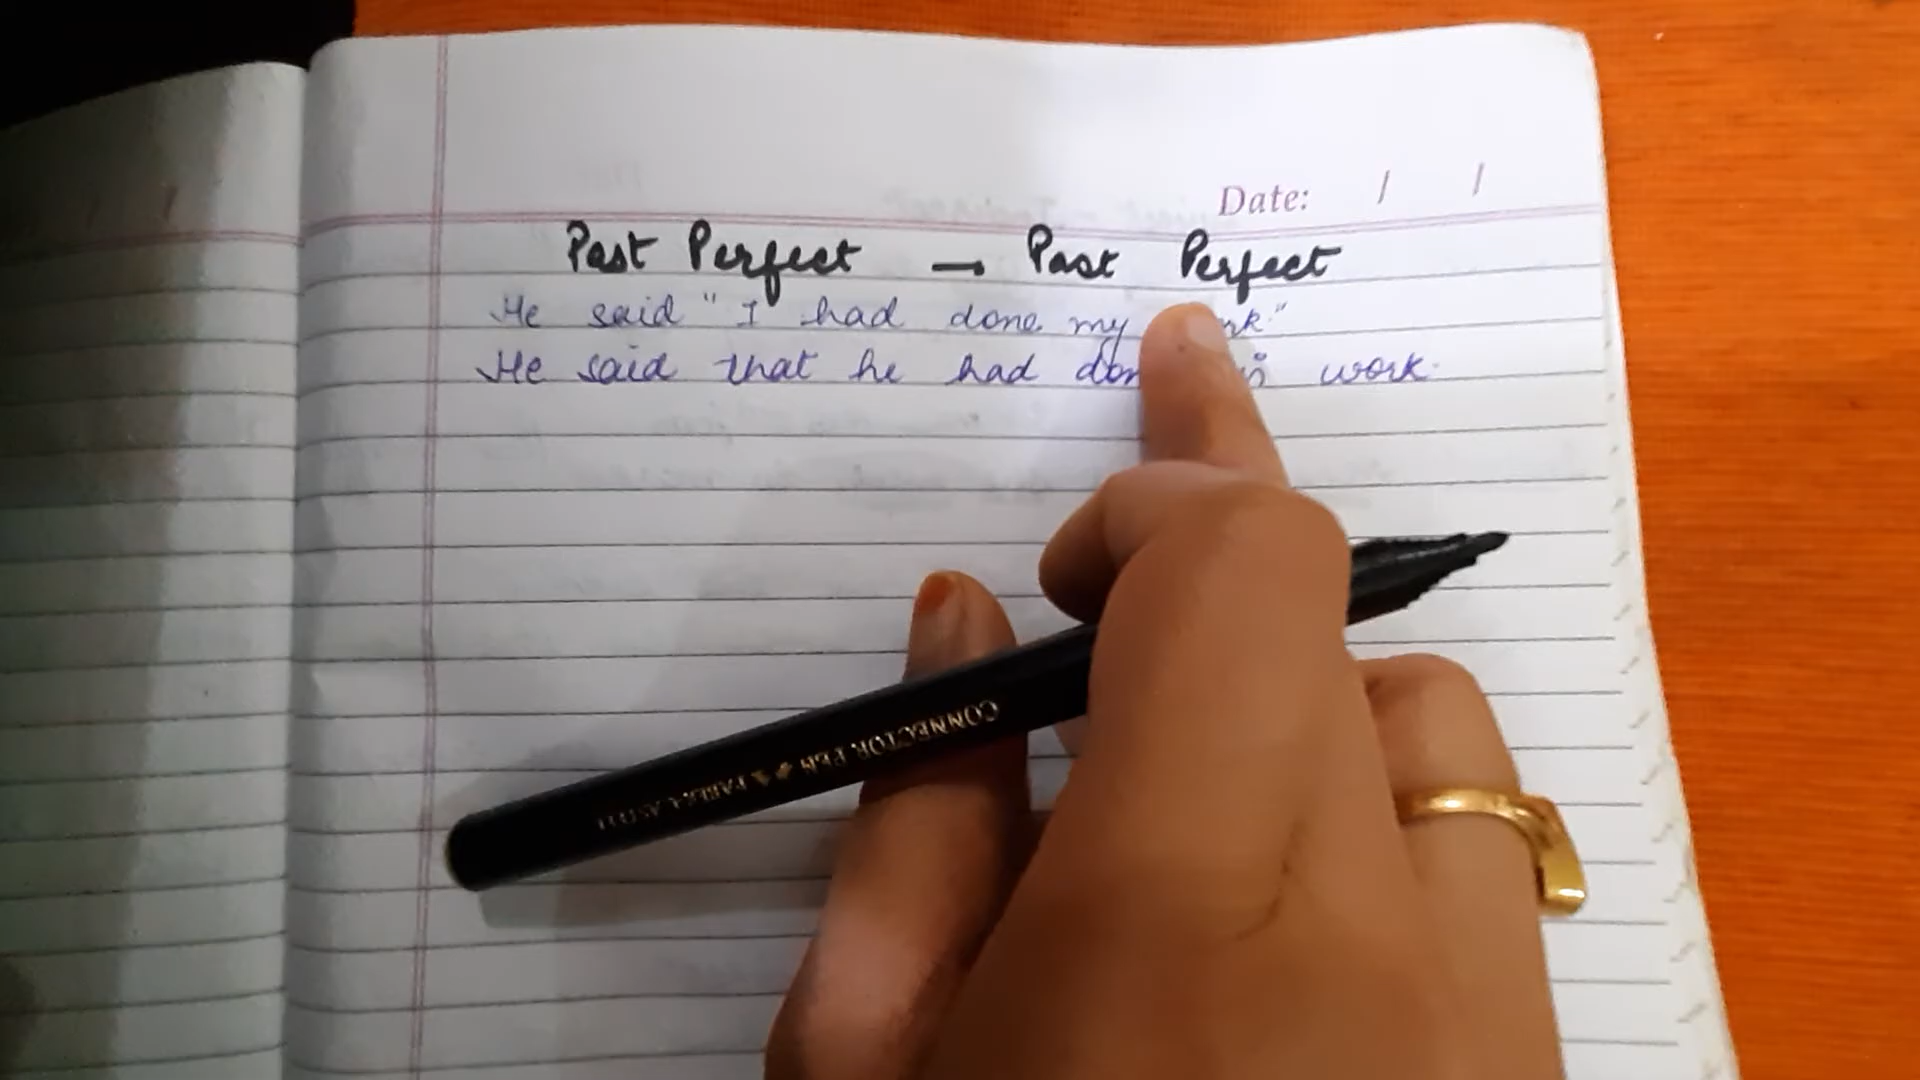 Date: / /
Past Perfect → Past Perfect
He said " I had done my
He said that he had work.
CONNECTOR PEN FABER-CASTELL